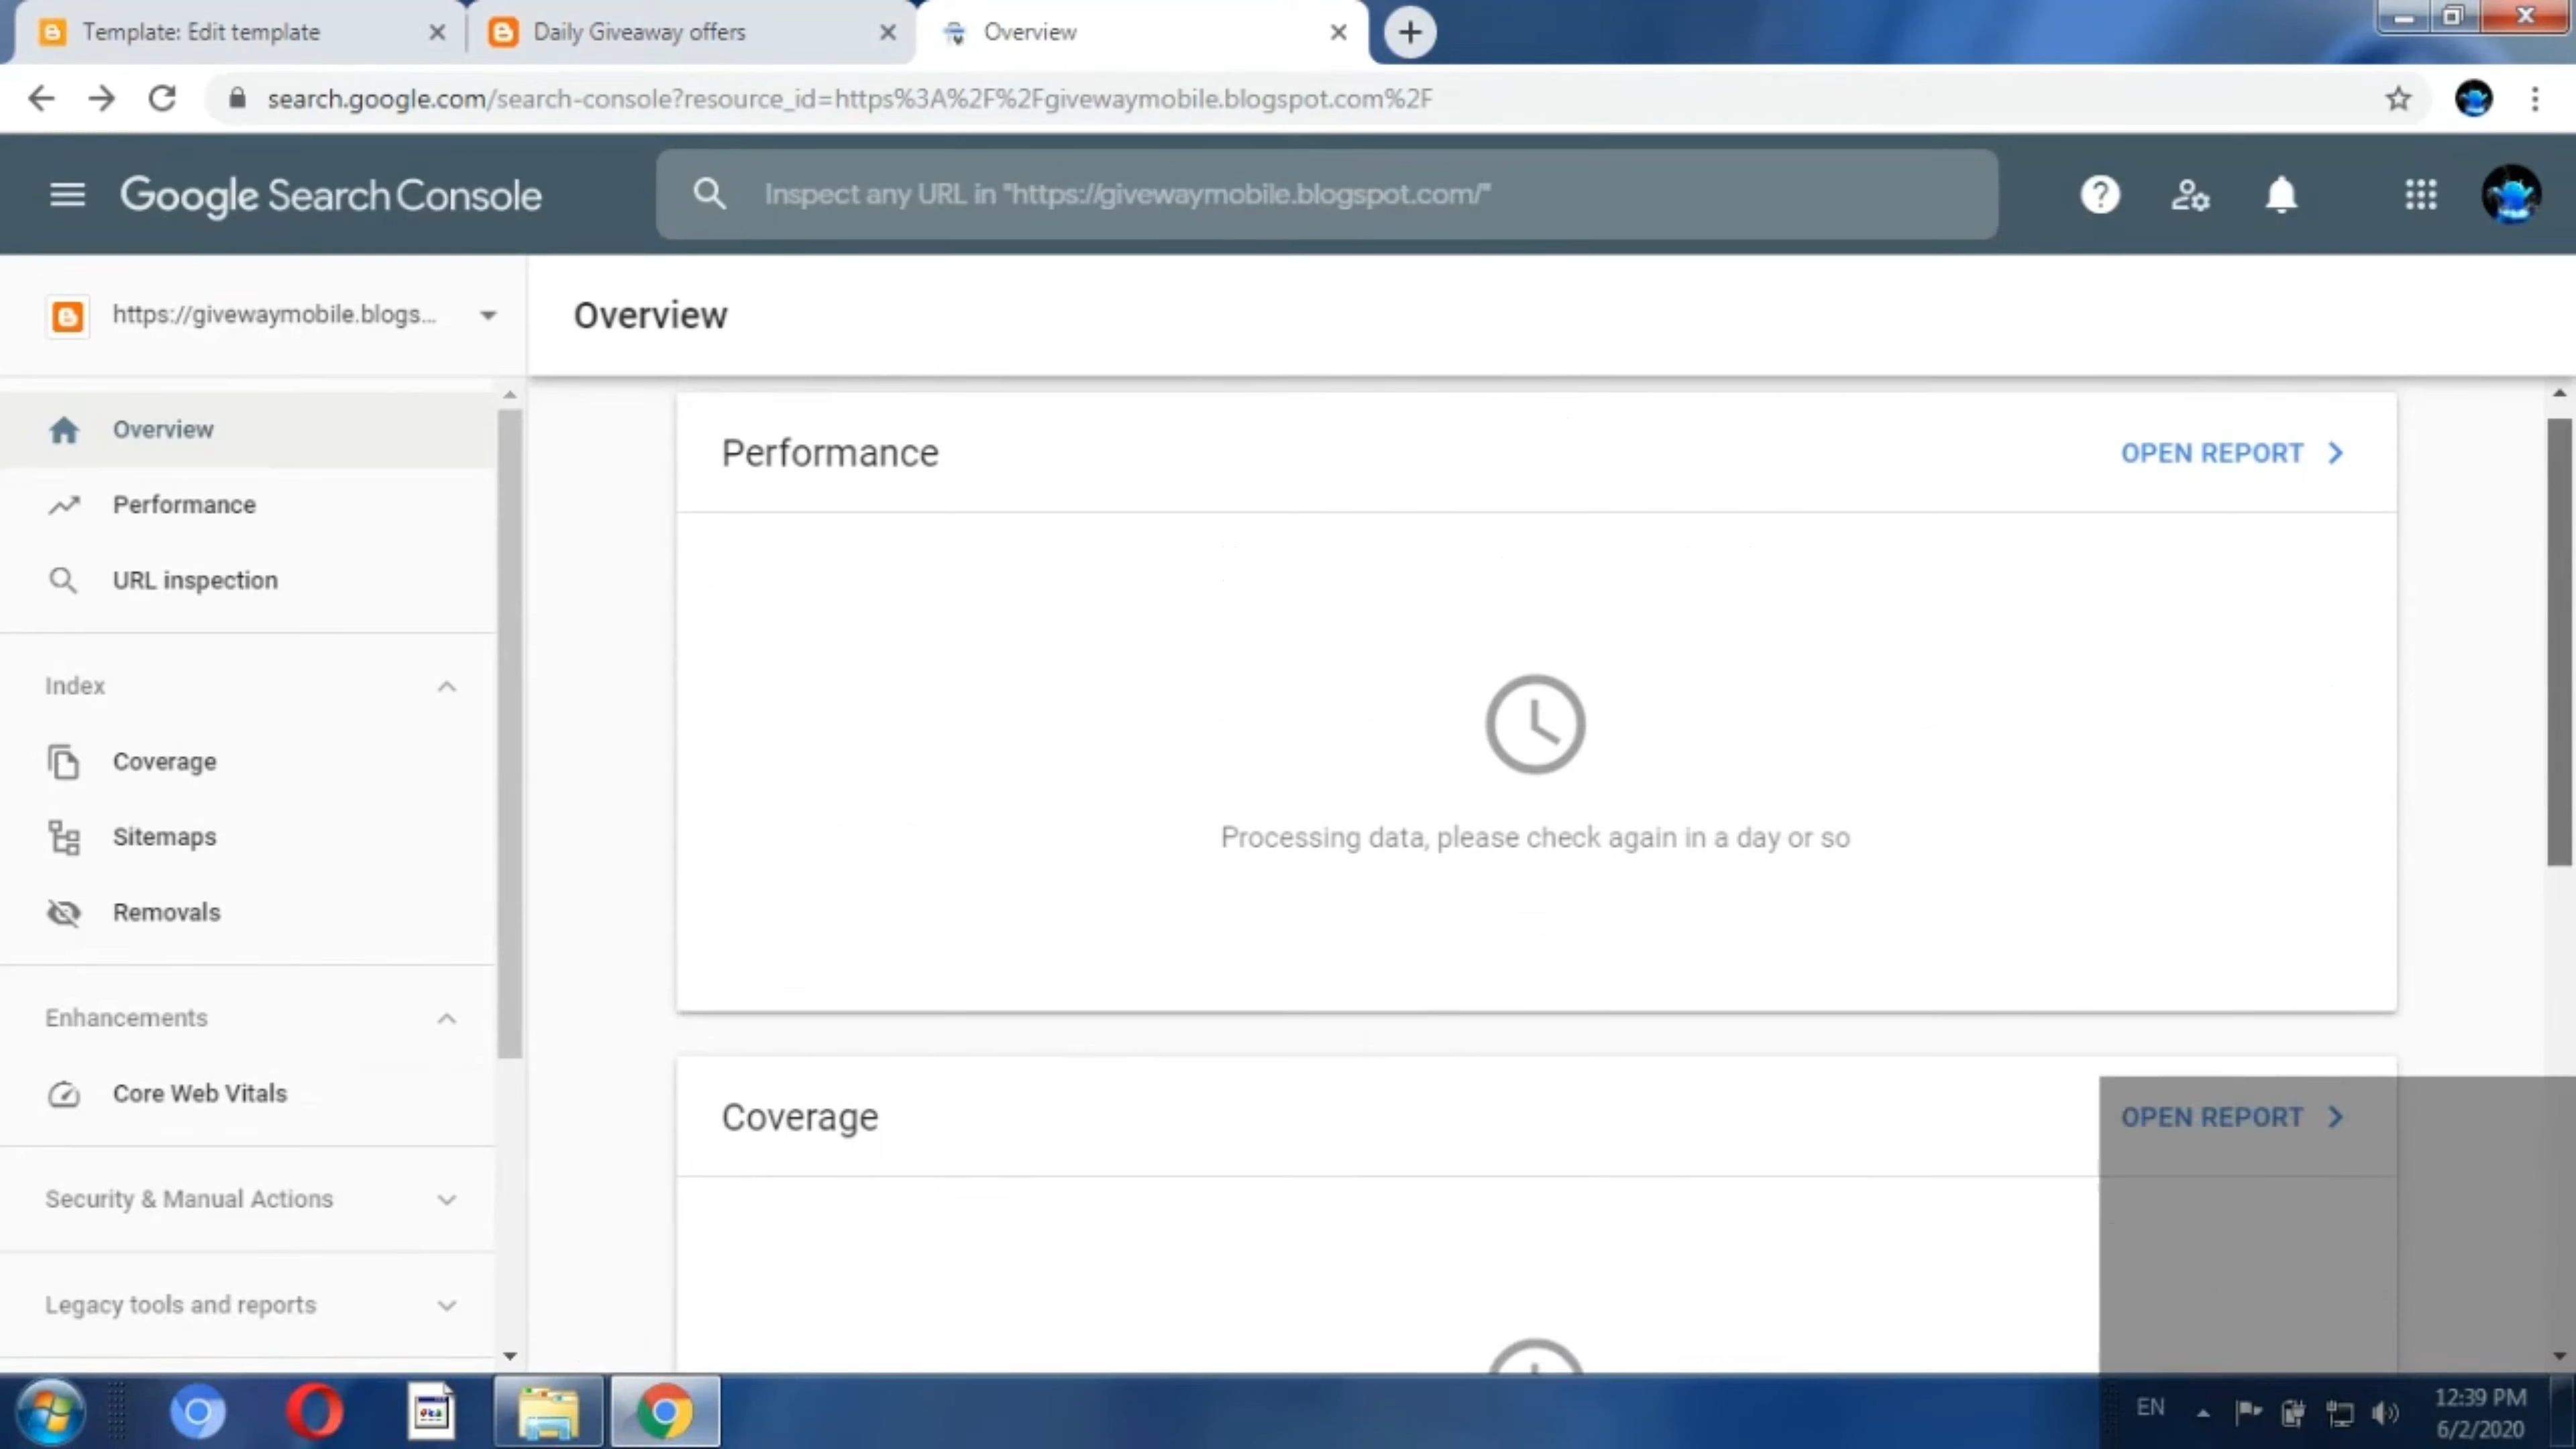 Template: Edit template
Daily Giveaway offers
Overview
search.google.com/search-console?resource_id=https%3A%2F%2Fgivewaymobile.blogspot.com%2F
Google Search Console
Inspect any URL in "https://givewaymobile.blogspot.com/"
https://givewaymobile.blogs...
Overview
Overview
Performance
URL inspection
Index
Coverage
Sitemaps
Removals
Enhancements
Core Web Vitals
Security & Manual Actions
Legacy tools and reports
Performance
OPEN REPORT
Processing data, please check again in a day or so
Coverage
OPEN REPORT
EN
12:39 PM
6/2/2020